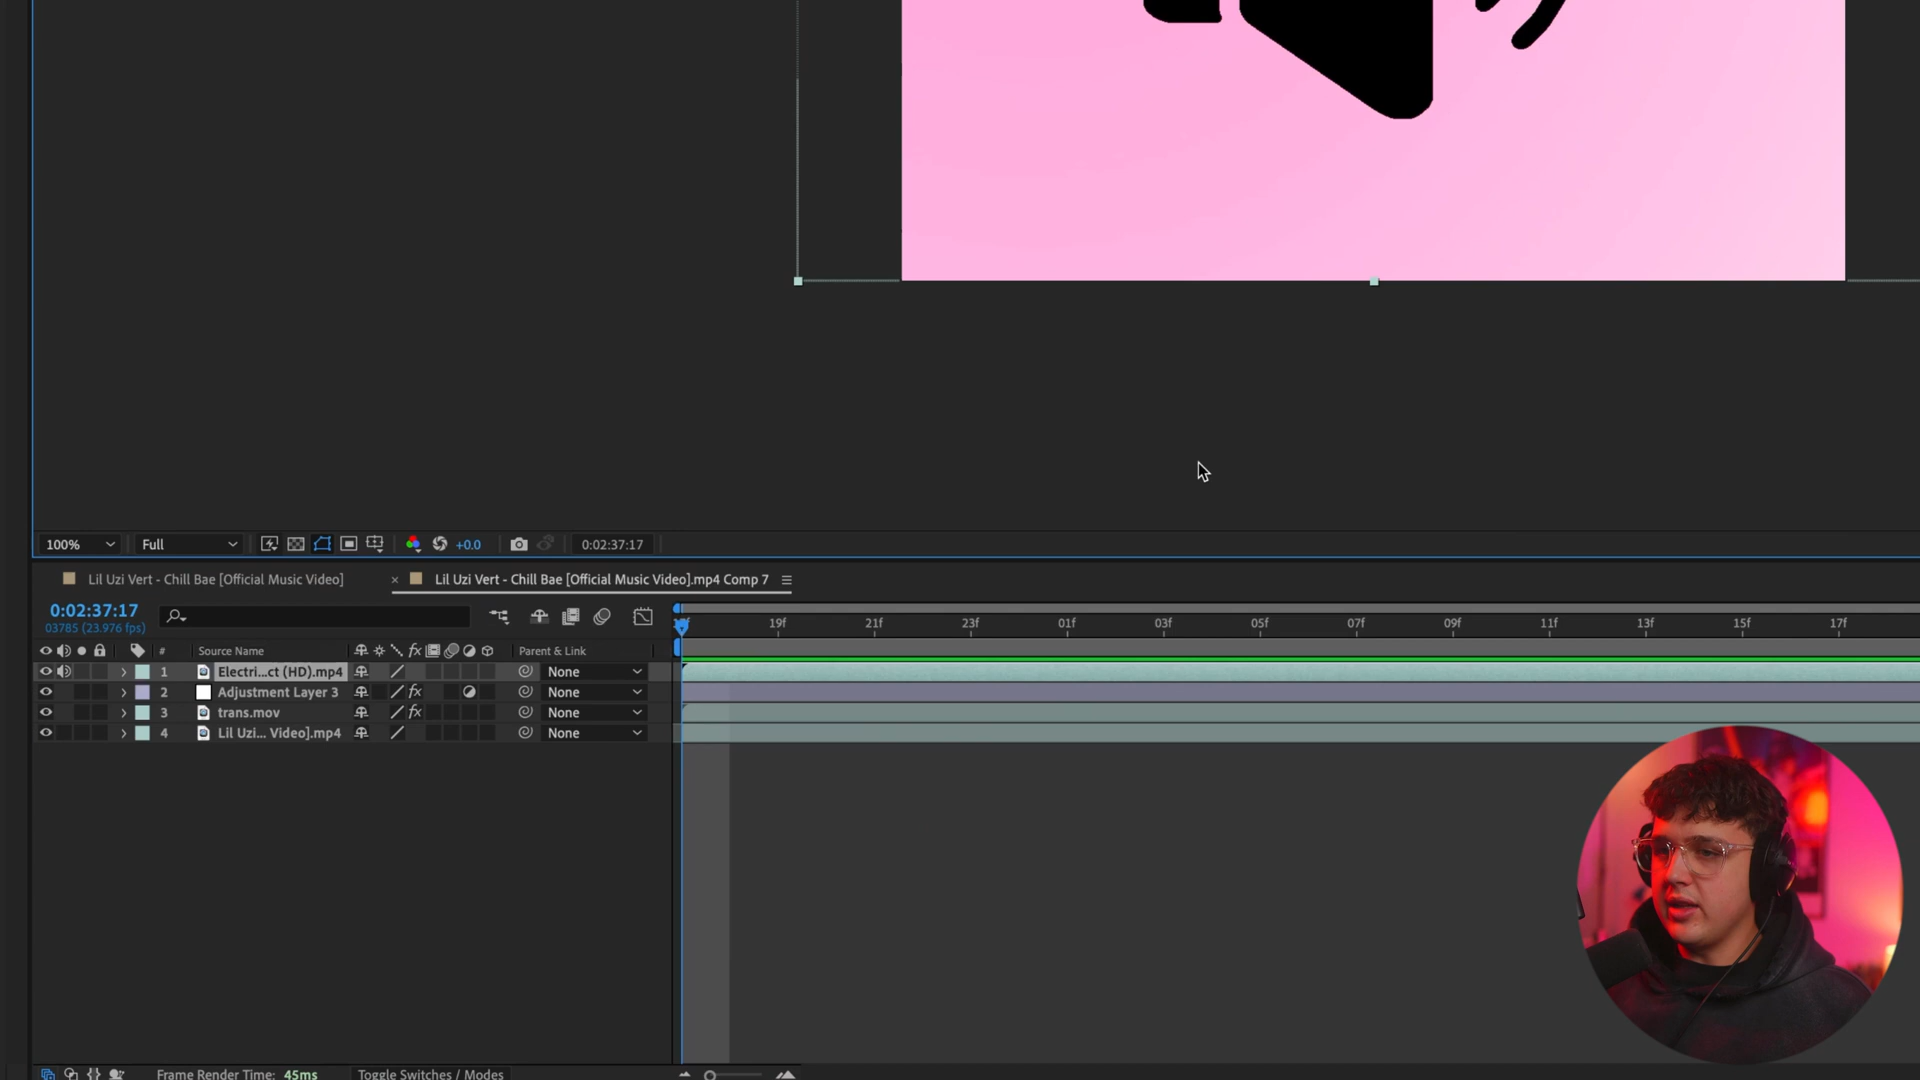 100% Full +0.0 0:02:37:17
Lil Uzi Vert - Chill Bae [Official Music Video] × Lil Uzi Vert - Chill Bae [Official Music Video].mp4 Comp 7
0:02:37:17
03785 (23.976 fps)
19f 21f 23f 01f 03f 05f 07f 09f 11f 13f 15f 17f
# Source Name fx Parent & Link
1 Electri...ct (HD).mp4 None
2 Adjustment Layer 3 fx None
3 trans.mov fx None
4 Lil Uzi... Video].mp4 None
Frame Render Time: 45ms Toggle Switches / Modes